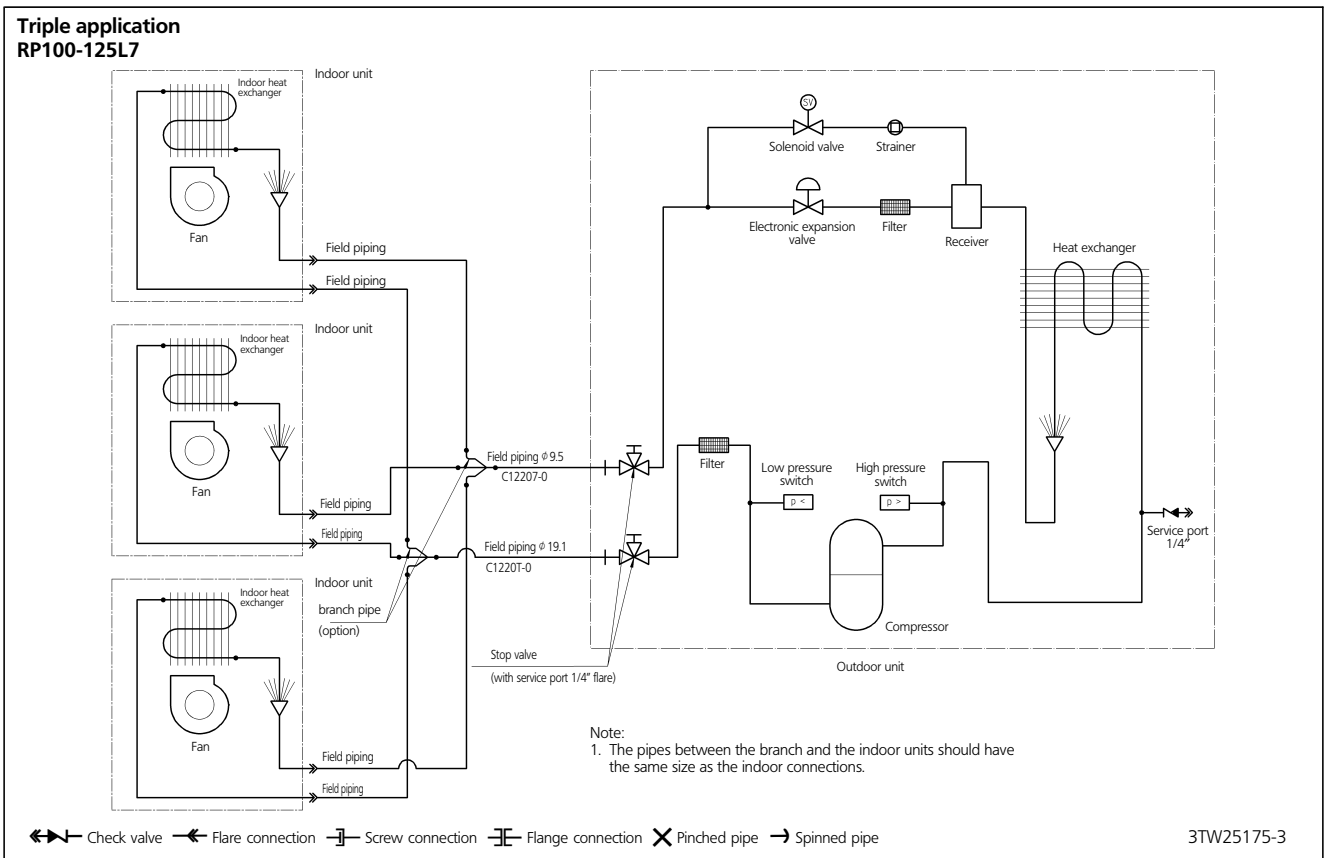 Triple application
RP100-125L7
Indoor unit
Indoor heat
exchanger
Fan
Field piping
Field piping
Indoor unit
Indoor heat
exchanger
Fan
Field piping
Field piping
Indoor unit
Indoor heat
exchanger
Fan
Field piping
Field piping
branch pipe
(option)
Field piping ϕ 9.5
C12207-0
Field piping ϕ 19.1
C1220T-0
Stop valve
(with service port 1/4" flare)
SV
Solenoid valve
Strainer
Electronic expansion
valve
Filter
Receiver
Heat exchanger
Filter
Low pressure
switch
p <
High pressure
switch
p >
Service port
1/4"
Compressor
Outdoor unit
Note:
1. The pipes between the branch and the indoor units should have
the same size as the indoor connections.
Check valve
Flare connection
Screw connection
Flange connection
Pinched pipe
Spinned pipe
3TW25175-3